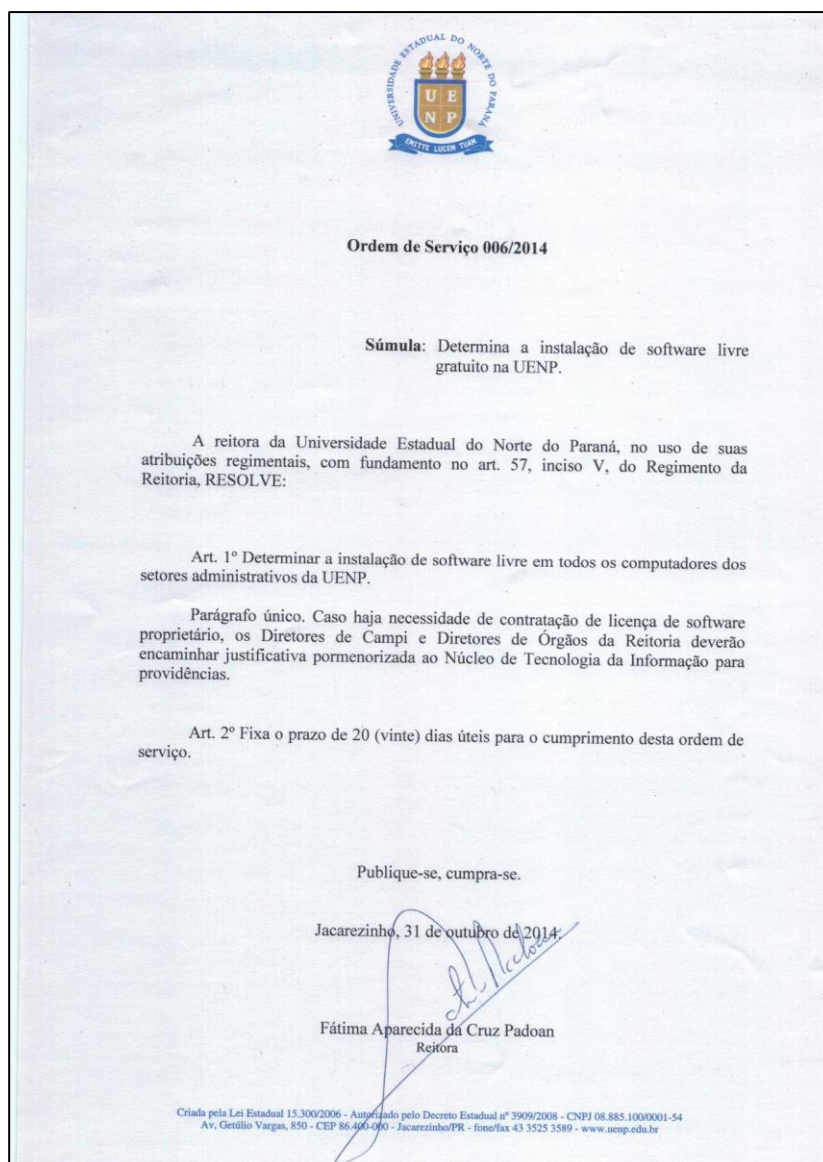 UNIVERSIDADE ESTADUAL DO NORTE DO PARANÁ
U E
N P
EMITTE LUCEM TUAM
Ordem de Serviço 006/2014
Súmula: Determina a instalação de software livre
gratuito na UENP.
A reitora da Universidade Estadual do Norte do Paraná, no uso de suas
atribuições regimentais, com fundamento no art. 57, inciso V, do Regimento da
Reitoria, RESOLVE:
Art. 1º Determinar a instalação de software livre em todos os computadores dos
setores administrativos da UENP.
Parágrafo único. Caso haja necessidade de contratação de licença de software
proprietário, os Diretores de Campi e Diretores de Órgãos da Reitoria deverão
encaminhar justificativa pormenorizada ao Núcleo de Tecnologia da Informação para
providências.
Art. 2º Fixa o prazo de 20 (vinte) dias úteis para o cumprimento desta ordem de
serviço.
Publique-se, cumpra-se.
Jacarezinho, 31 de outubro de 2014.
Fátima Aparecida da Cruz Padoan
Reitora
Criada pela Lei Estadual 15.300/2006 - Autorizado pelo Decreto Estadual nº 3909/2008 - CNPJ 08.885.100/0001-54
Av, Getúlio Vargas, 850 - CEP 86.400-000 - Jacarezinho/PR - fone/fax 43 3525 3589 - www.uenp.edu.br